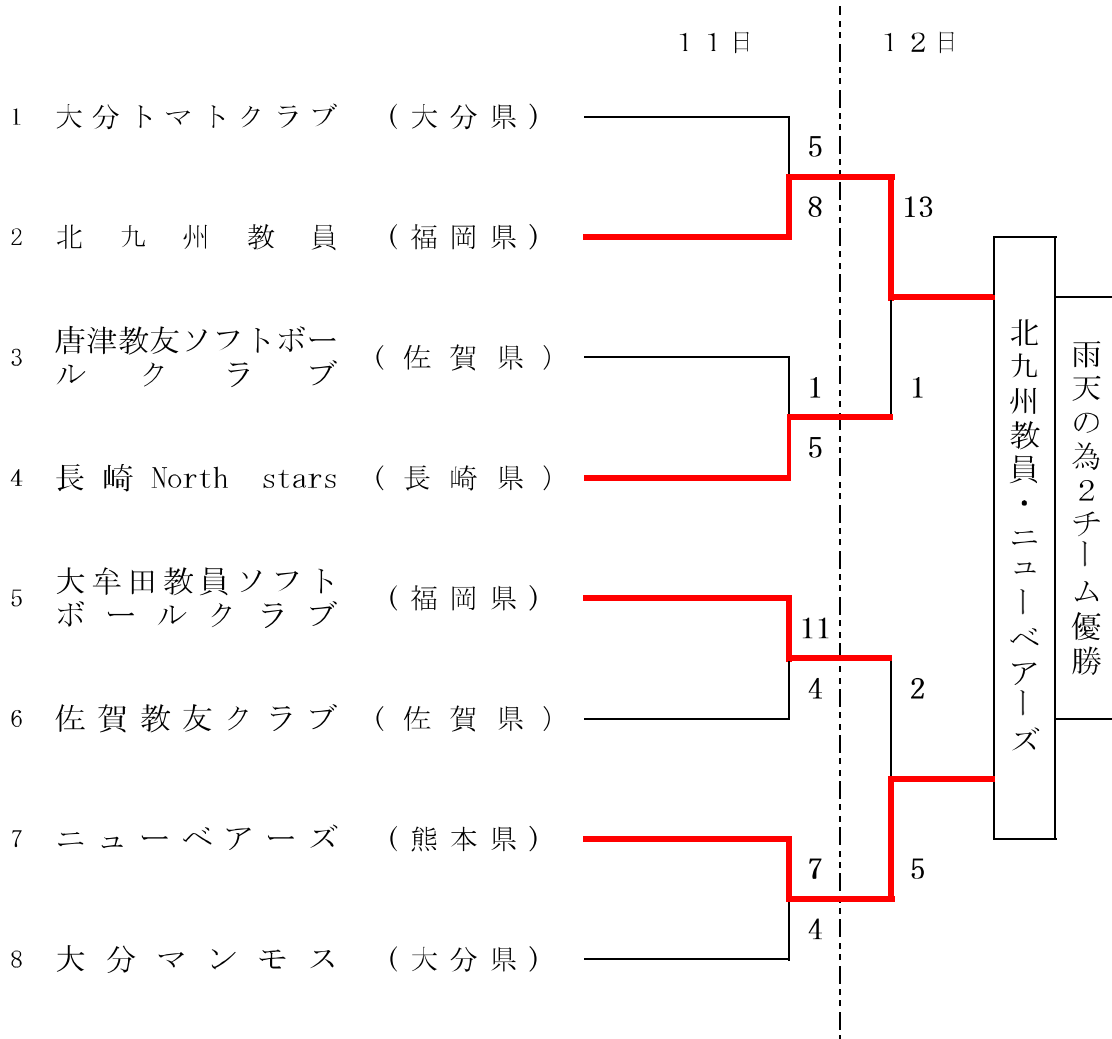 １１日　１２日
1　大分トマトクラブ　(大分県)
5
8
13
2　北九州教員　(福岡県)
3　唐津教友ソフトボー
ルクラブ　(佐賀県)
1
1
5
4　長崎 North stars　(長崎県)
5　大牟田教員ソフト
ボールクラブ　(福岡県)
11
4
2
6　佐賀教友クラブ　(佐賀県)
7　ニューベアーズ　(熊本県)
7
5
4
8　大分マンモス　(大分県)
北九州教員・ニューベアーズ
雨天の為２チーム優勝